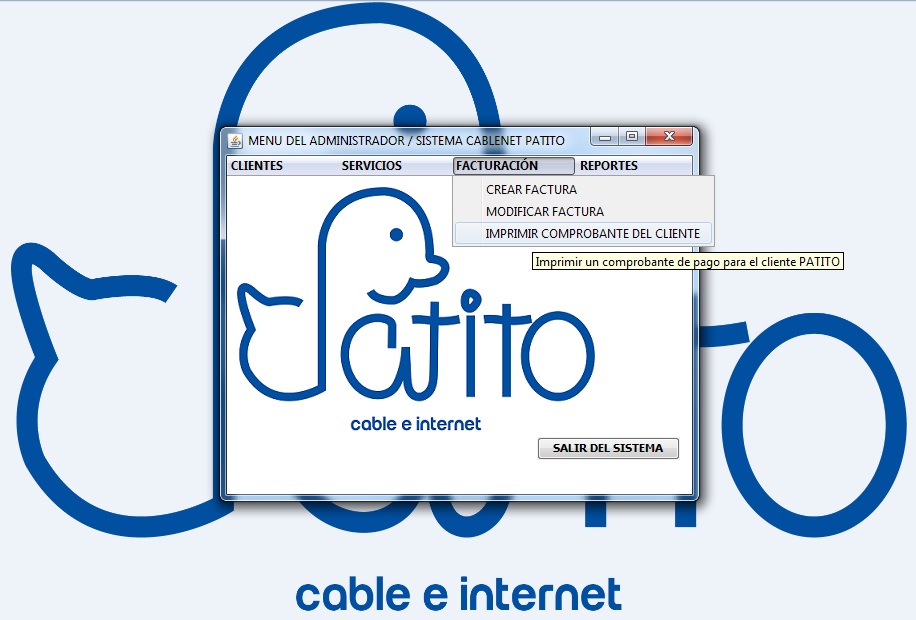 MENU DEL ADMINISTRADOR / SISTEMA CABLENET PATITO
CLIENTES SERVICIOS FACTURACIÓN REPORTES
CREAR FACTURA
MODIFICAR FACTURA
IMPRIMIR COMPROBANTE DEL CLIENTE
Imprimir un comprobante de pago para el cliente PATITO
Patito
cable e internet
SALIR DEL SISTEMA
cable e internet